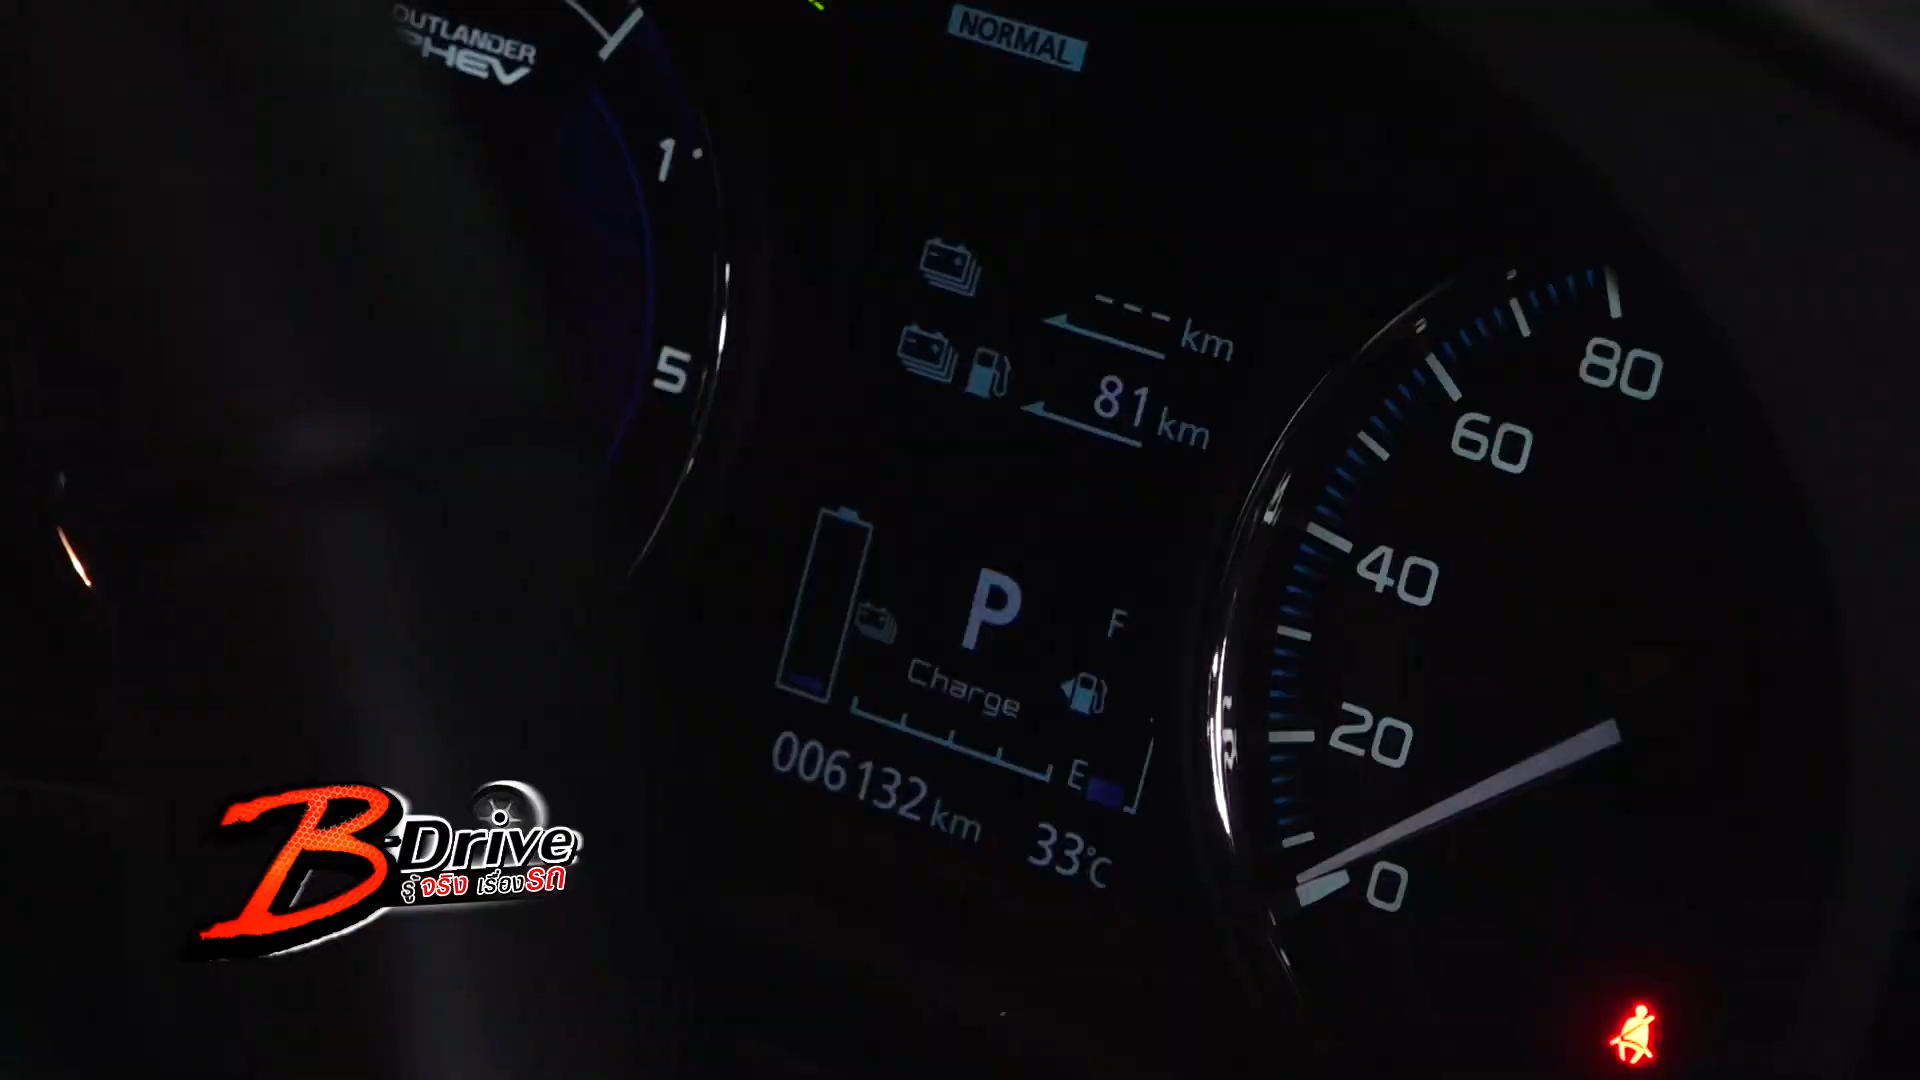 OUTLANDER
PHEV
NORMAL
1
5
--- km
81 km
P
Charge
F
E
006132 km
33°C
80
60
40
20
0
B-Drive
รู้จริง เรื่องรถ